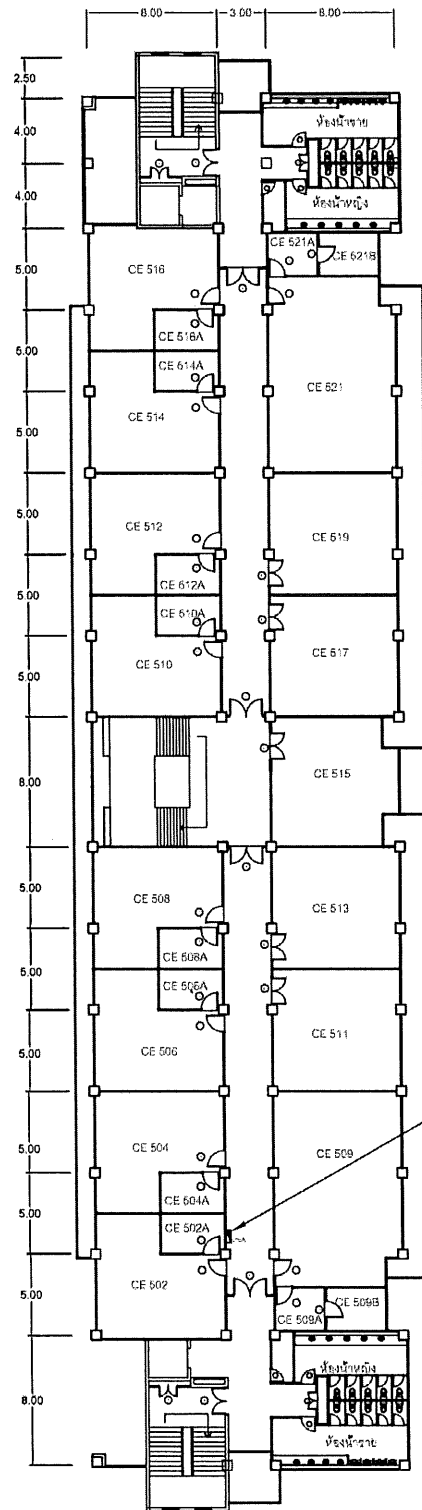 8.00 3.00 8.00
2.50
4.00
ห้องน้ำชาย
4.00
ห้องน้ำหญิง
5.00
CE 521A
CE 521B
CE 516
5.00
CE 516A
CE 514A
CE 521
5.00
CE 514
5.00
CE 512
CE 519
5.00
CE 512A
CE 510A
5.00
CE 510
CE 517
8.00
CE 515
5.00
CE 508
CE 513
5.00
CE 508A
CE 506A
5.00
CE 506
CE 511
5.00
CE 504
CE 509
5.00
CE 504A
CE 502A
5.00
CE 502
CE 509A
CE 509B
8.00
ห้องน้ำหญิง
ห้องน้ำชาย